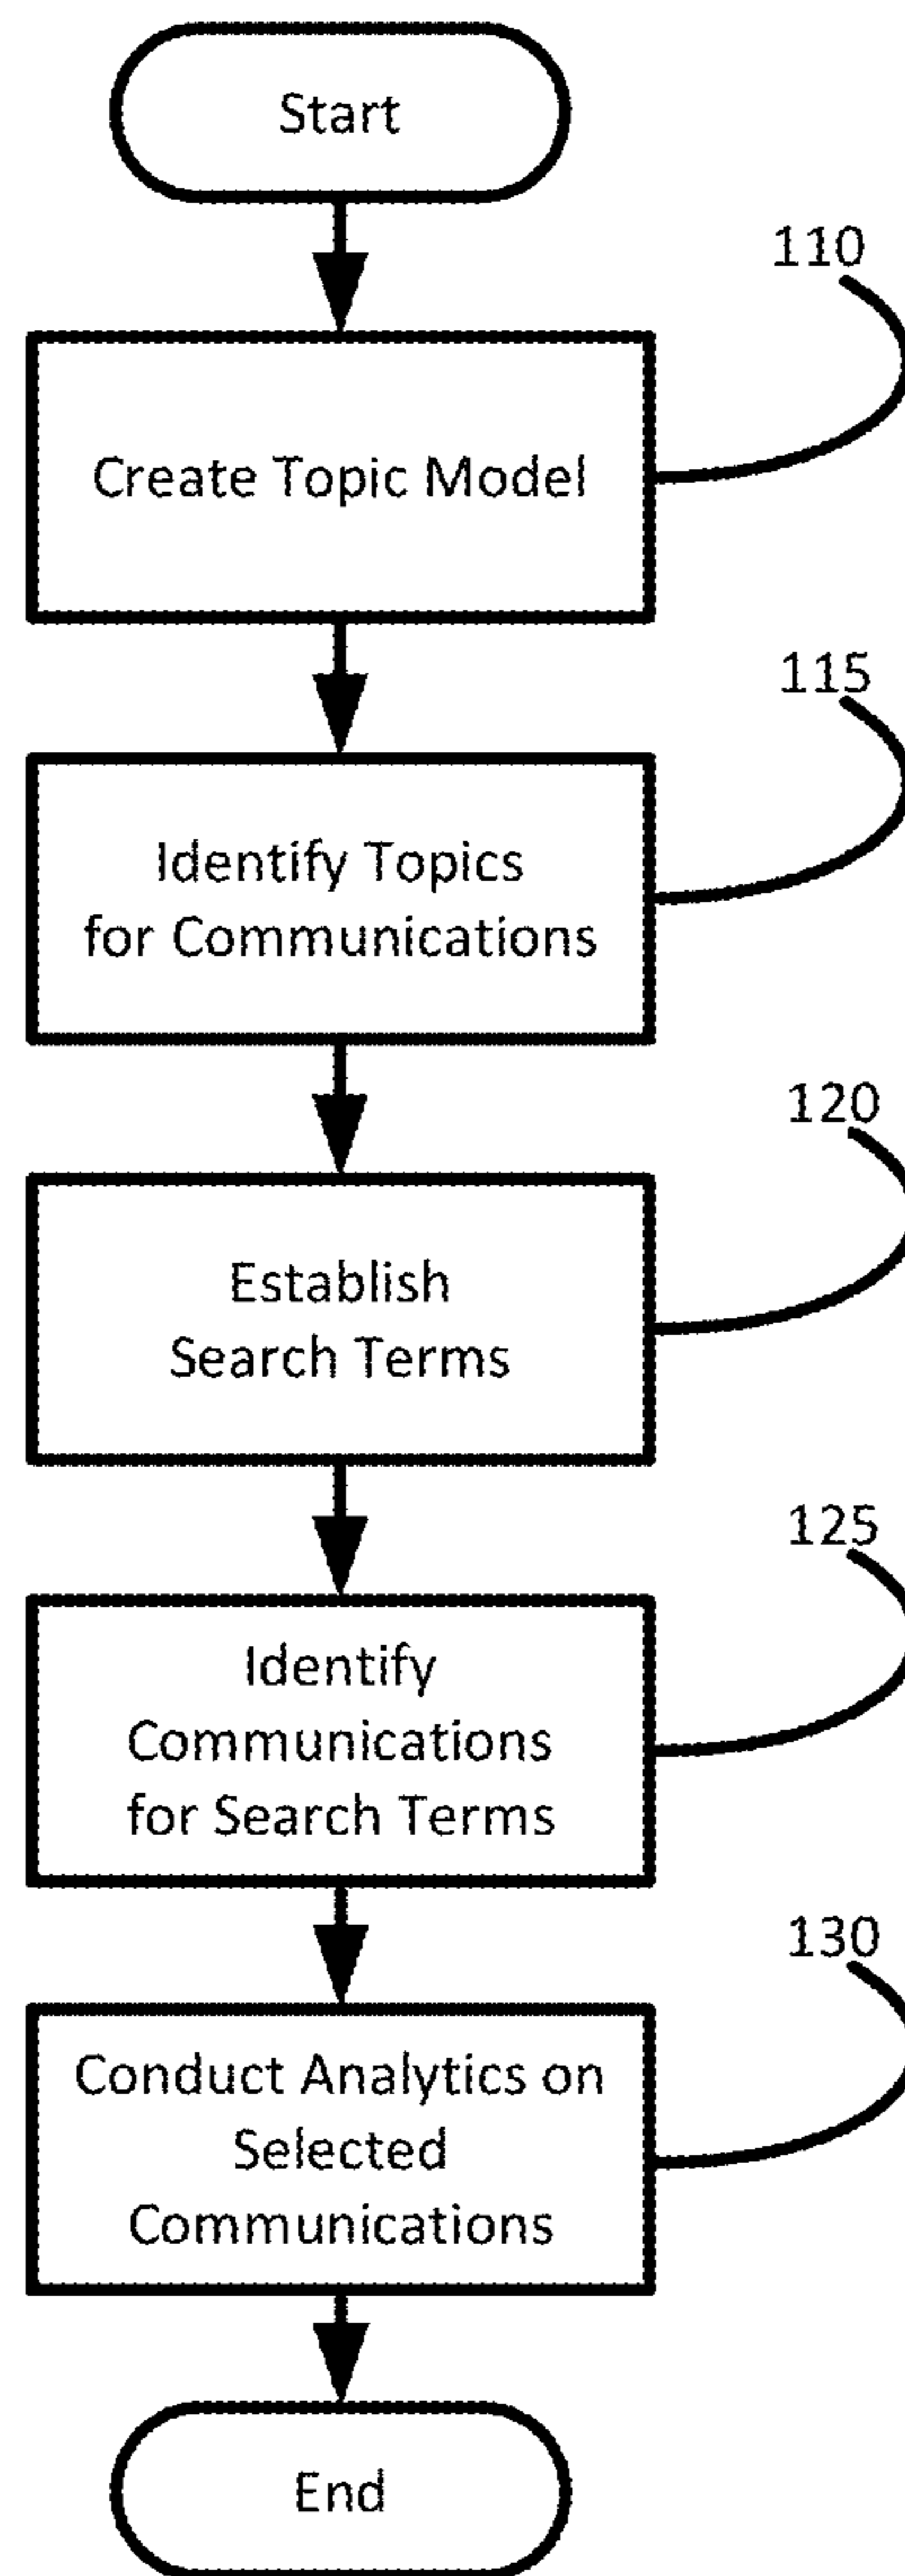 Start
110
Create Topic Model
115
Identify Topics
for Communications
120
Establish
Search Terms
125
Identify
Communications
for Search Terms
130
Conduct Analytics on
Selected
Communications
End